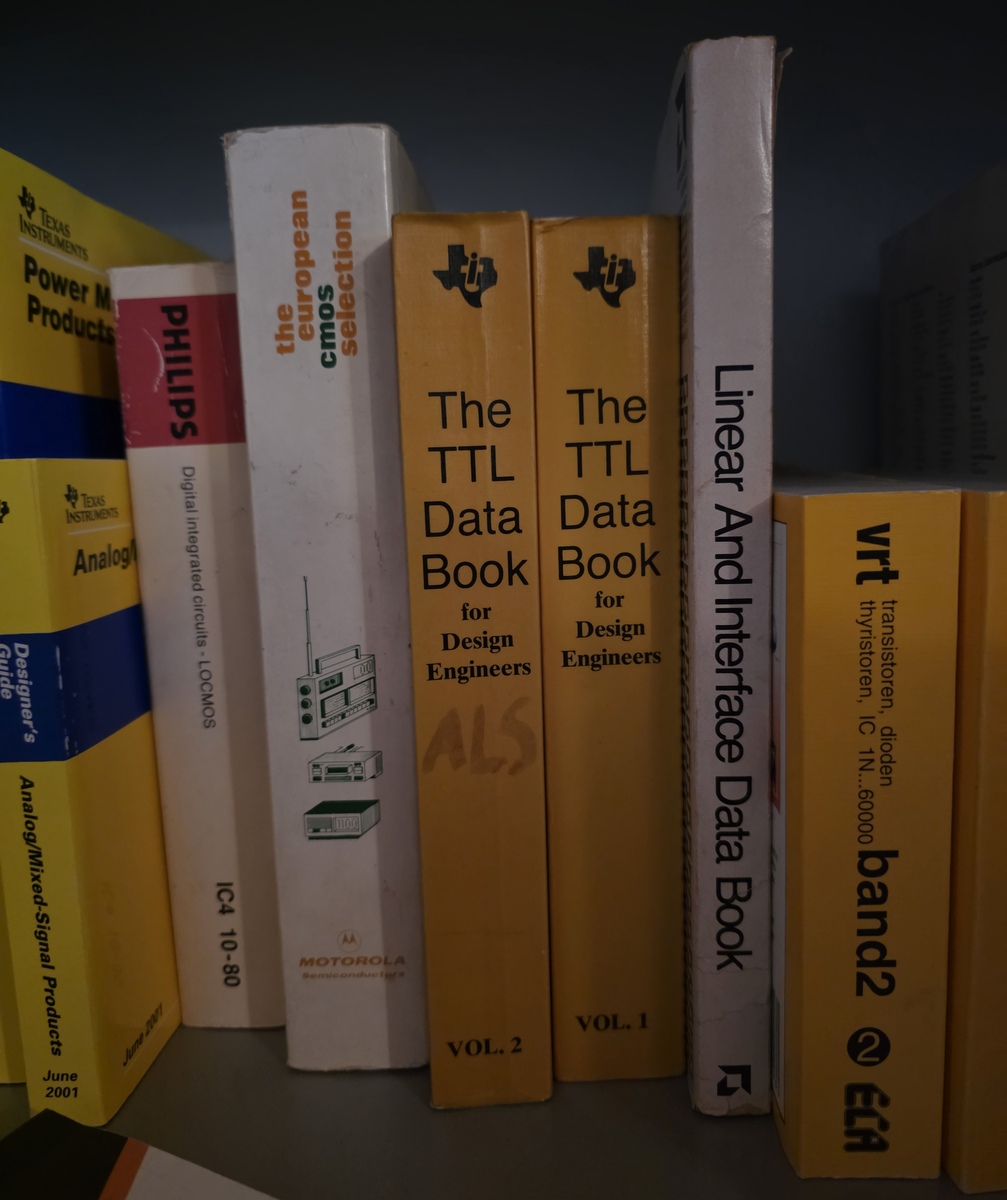 TEXAS
INSTRUMENTS
Power M
Products
TEXAS
INSTRUMENTS
Analog/
Designer's
Guide
Analog/Mixed-Signal Products
June
2001
June 2001
PHILIPS
Digital integrated circuits - LOCMOS
IC4 10-80
the
european
cmos
selection
MOTOROLA
Semiconductors
The
TTL
Data
Book
for
Design
Engineers
ALS
VOL. 2
The
TTL
Data
Book
for
Design
Engineers
VOL. 1
Linear And Interface Data Book
vrt
transistoren, dioden
thyristoren, IC 1N...60000
band2
2
ECA